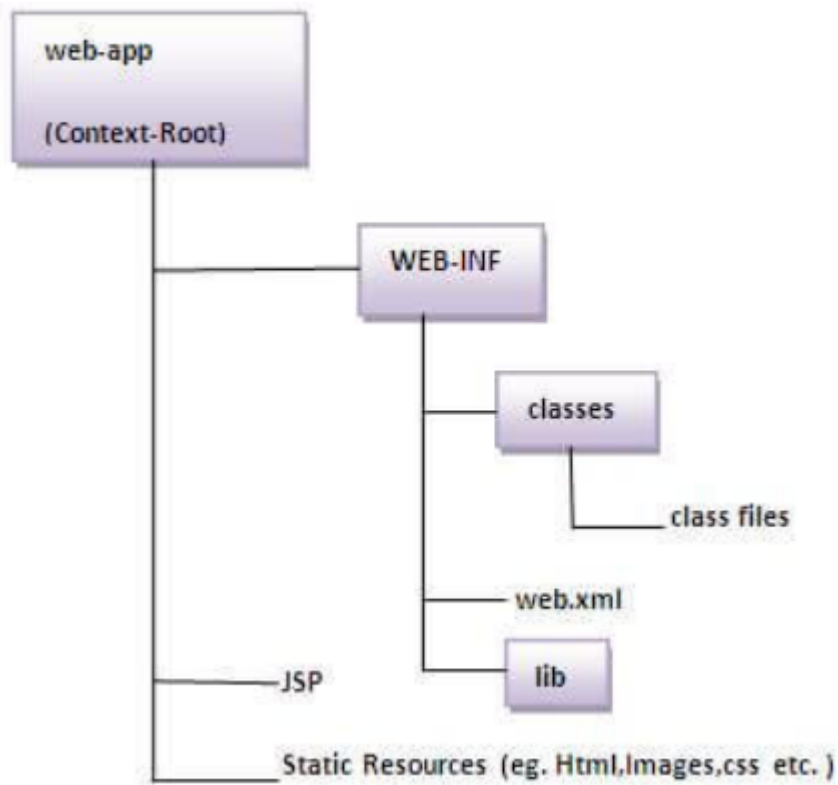 web-app
(Context-Root)
WEB-INF
classes
class files
web.xml
lib
JSP
Static Resources (eg. Html,Images,css etc. )